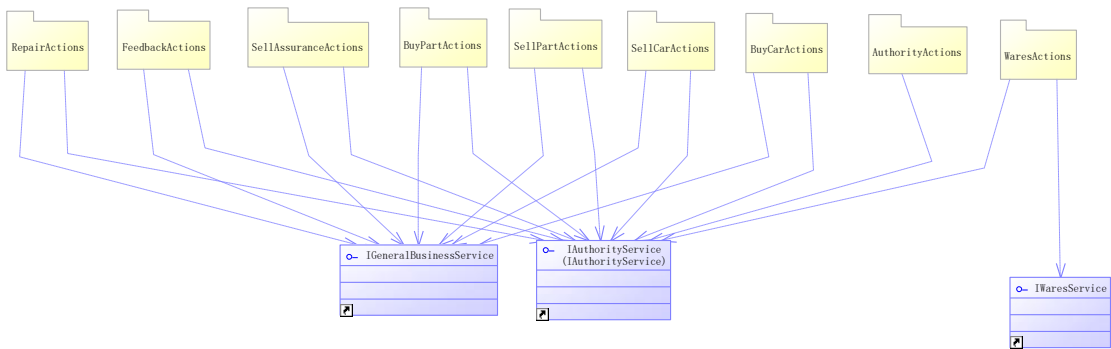 RepairActions
FeedbackActions
SellAssuranceActions
BuyPartActions
SellPartActions
SellCarActions
BuyCarActions
AuthorityActions
WaresActions
IGeneralBusinessService
IAuthorityService
(IAuthorityService)
IWaresService